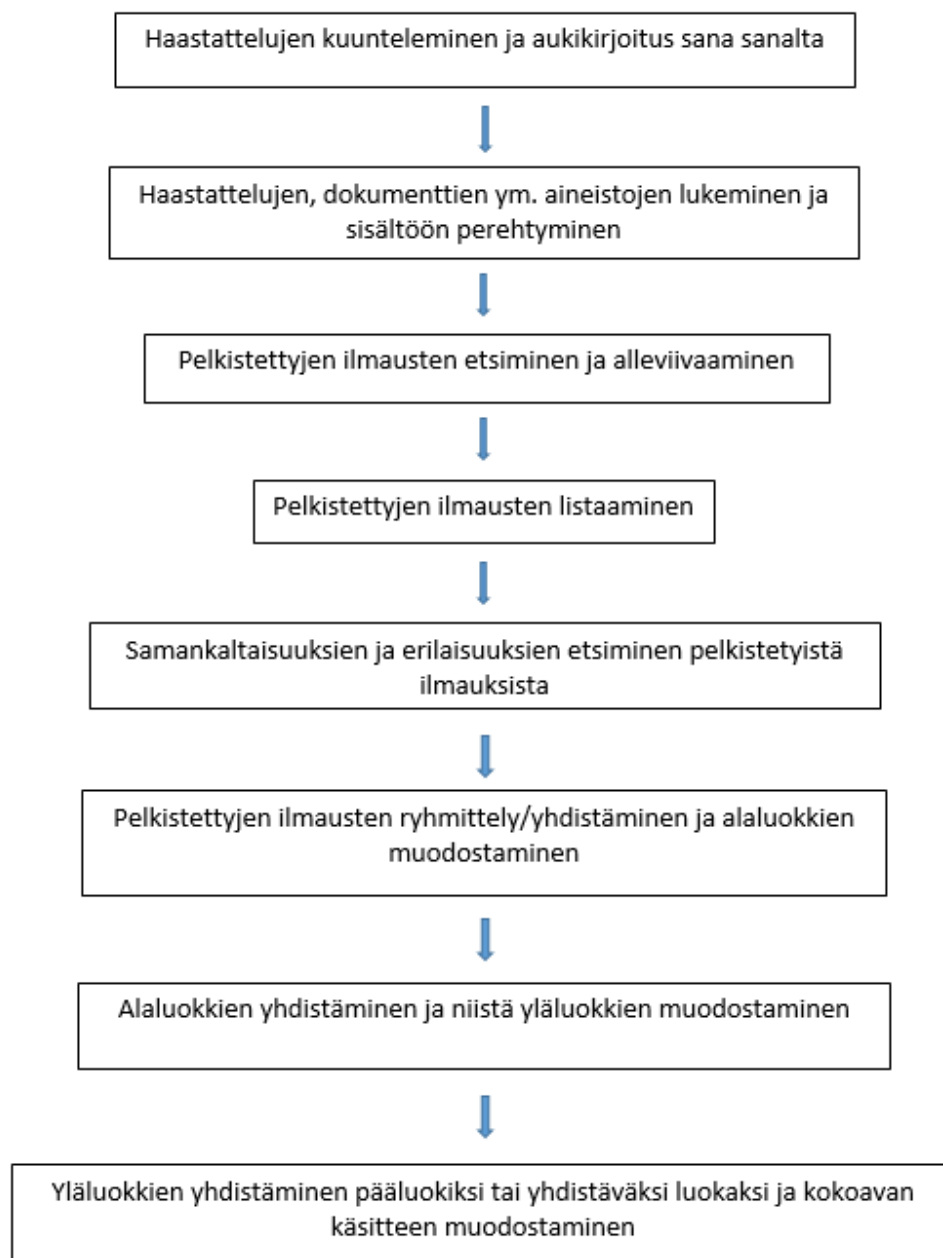 Haastattelujen kuunteleminen ja aukikirjoitus sana sanalta
Haastattelujen, dokumenttien ym. aineistojen lukeminen ja
sisältöön perehtyminen
Pelkistettyjen ilmausten etsiminen ja alleviivaaminen
Pelkistettyjen ilmausten listaaminen
Samankaltaisuuksien ja erilaisuuksien etsiminen pelkistetyistä
ilmauksista
Pelkistettyjen ilmausten ryhmittely/yhdistäminen ja alaluokkien
muodostaminen
Alaluokkien yhdistäminen ja niistä yläluokkien muodostaminen
Yläluokkien yhdistäminen pääluokiksi tai yhdistäväksi luokaksi ja kokoavan
käsitteen muodostaminen